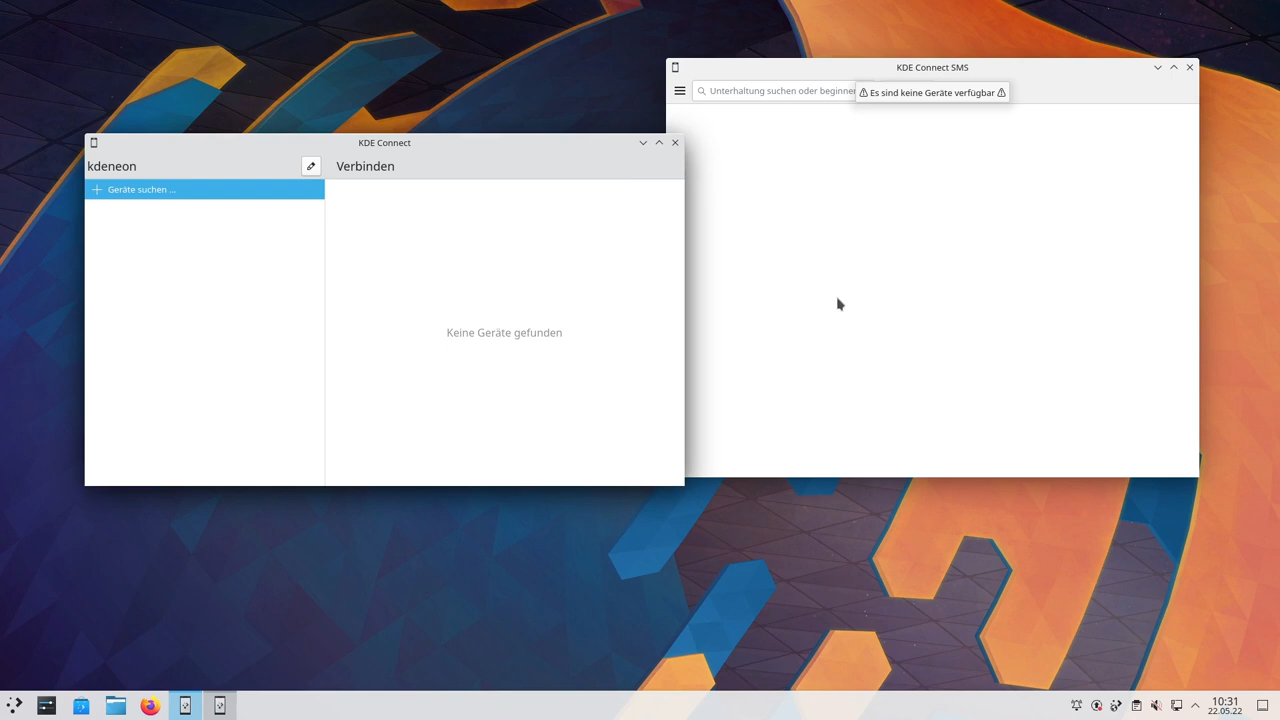 KDE Connect SMS
Unterhaltung suchen oder beginnen
Es sind keine Geräte verfügbar
KDE Connect
kdeneon
Verbinden
Geräte suchen ...
Keine Geräte gefunden
10:31
22.05.22